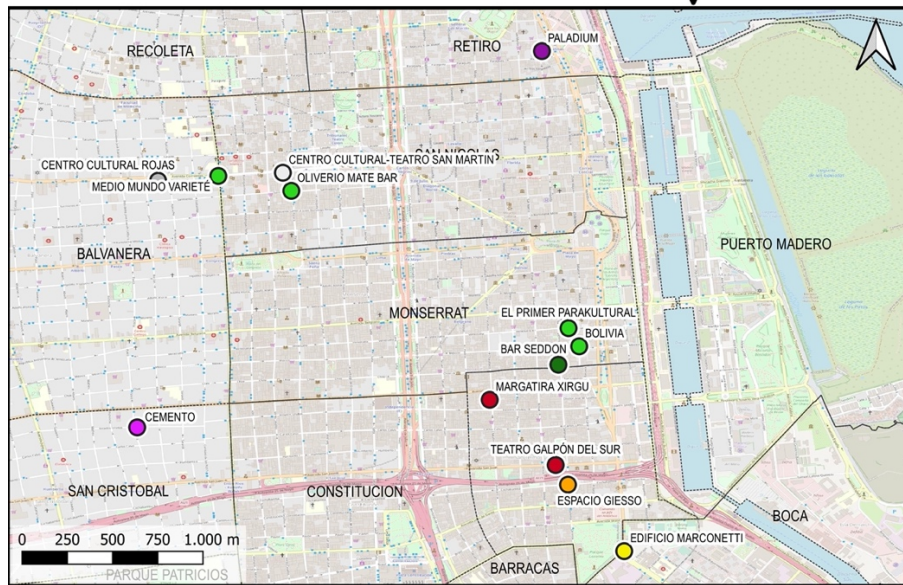 RECOLETA
RETIRO
PALADIUM
SAN NICOLAS
CENTRO CULTURAL ROJAS
CENTRO CULTURAL-TEATRO SAN MARTIN
MEDIO MUNDO VARIETÉ
OLIVERIO MATE BAR
PUERTO MADERO
BALVANERA
MONSERRAT
EL PRIMER PARAKULTURAL
BOLIVIA
BAR SEDDON
MARGATIRA XIRGU
CEMENTO
TEATRO GALPÓN DEL SUR
SAN CRISTOBAL
CONSTITUCION
ESPACIO GIESSO
BOCA
0 250 500 750 1.000 m
EDIFICIO MARCONETTI
BARRACAS
PARQUE PATRICIOS